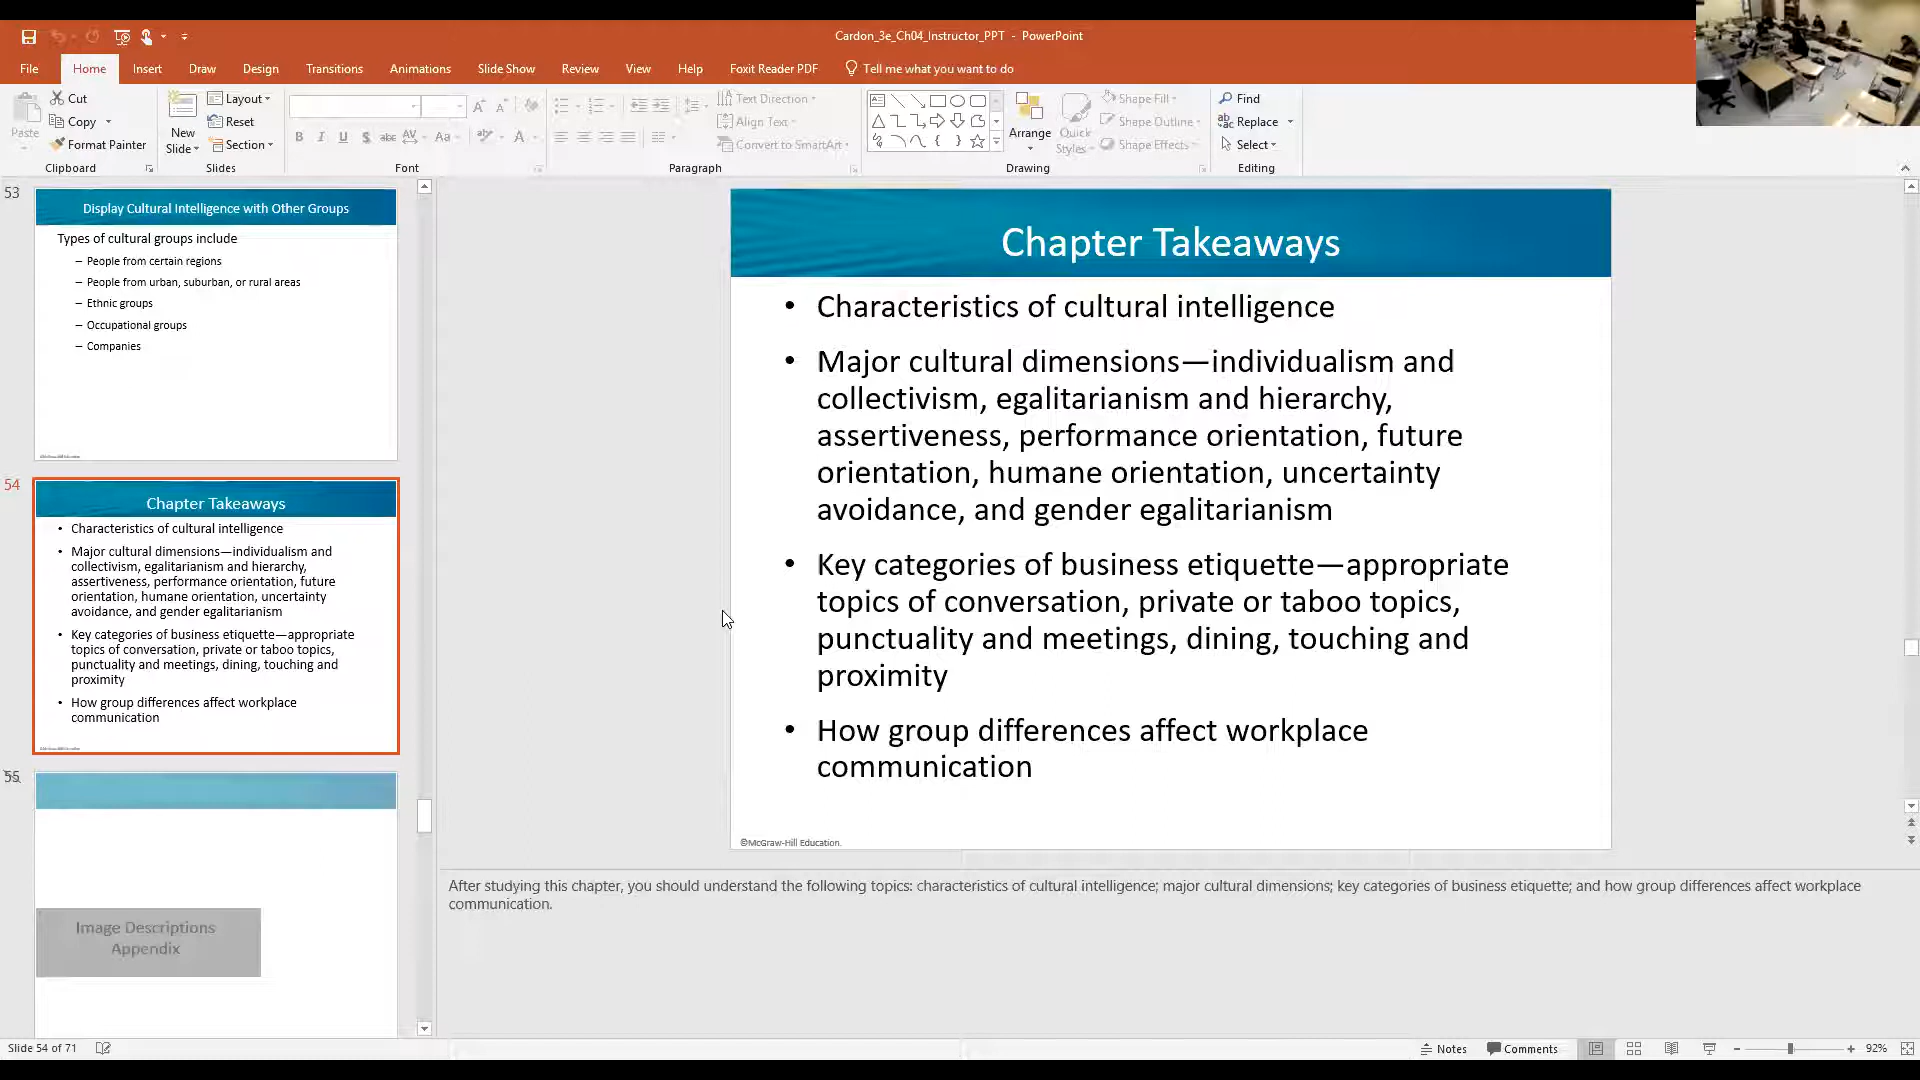 Cardon_3e_Ch04_Instructor_PPT - PowerPoint
File Home Insert Draw Design Transitions Animations Slide Show Review View Help Foxit Reader PDF Tell me what you want to do
Cut
Copy
Format Painter
Paste
Clipboard
New
Slide
Layout
Reset
Section
Slides
Font
Text Direction
Align Text
Convert to SmartArt
Paragraph
Arrange
Quick
Styles
Shape Fill
Shape Outline
Shape Effects
Drawing
Find
Replace
Select
Editing
53
Display Cultural Intelligence with Other Groups
Types of cultural groups include
– People from certain regions
– People from urban, suburban, or rural areas
– Ethnic groups
– Occupational groups
– Companies
54
Chapter Takeaways
• Characteristics of cultural intelligence
• Major cultural dimensions—individualism and
collectivism, egalitarianism and hierarchy,
assertiveness, performance orientation, future
orientation, humane orientation, uncertainty
avoidance, and gender egalitarianism
• Key categories of business etiquette—appropriate
topics of conversation, private or taboo topics,
punctuality and meetings, dining, touching and
proximity
• How group differences affect workplace
communication
55
Image Descriptions
Appendix
Chapter Takeaways
• Characteristics of cultural intelligence
• Major cultural dimensions—individualism and
collectivism, egalitarianism and hierarchy,
assertiveness, performance orientation, future
orientation, humane orientation, uncertainty
avoidance, and gender egalitarianism
• Key categories of business etiquette—appropriate
topics of conversation, private or taboo topics,
punctuality and meetings, dining, touching and
proximity
• How group differences affect workplace
communication
©McGraw-Hill Education.
After studying this chapter, you should understand the following topics: characteristics of cultural intelligence; major cultural dimensions; key categories of business etiquette; and how group differences affect workplace
communication.
Slide 54 of 71
Notes
Comments
92%